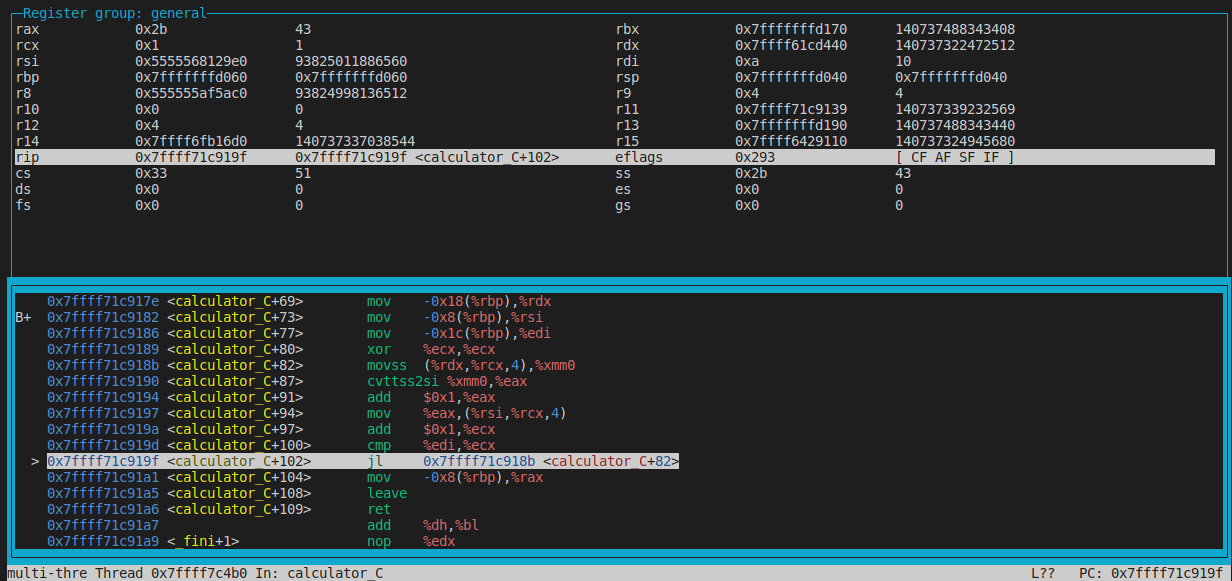 Register group: general
rax 0x2b 43 rbx 0x7fffffffd170 140737488343408
rcx 0x1 1 rdx 0x7ffff61cd440 140737322472512
rsi 0x5555568129e0 93825011886560 rdi 0xa 10
rbp 0x7fffffffd060 0x7fffffffd060 rsp 0x7fffffffd040 0x7fffffffd040
r8 0x555555af5ac0 93824998136512 r9 0x4 4
r10 0x0 0 r11 0x7ffff71c9139 140737339232569
r12 0x4 4 r13 0x7fffffffd190 140737488343440
r14 0x7ffff6fb16d0 140737337038544 r15 0x7ffff6429110 140737324945680
rip 0x7ffff71c919f 0x7ffff71c919f <calculator_C+102> eflags 0x293 [ CF AF SF IF ]
cs 0x33 51 ss 0x2b 43
ds 0x0 0 es 0x0 0
fs 0x0 0 gs 0x0 0
0x7ffff71c917e <calculator_C+69> mov -0x18(%rbp),%rdx
B+ 0x7ffff71c9182 <calculator_C+73> mov -0x8(%rbp),%rsi
0x7ffff71c9186 <calculator_C+77> mov -0x1c(%rbp),%edi
0x7ffff71c9189 <calculator_C+80> xor %ecx,%ecx
0x7ffff71c918b <calculator_C+82> movss (%rdx,%rcx,4),%xmm0
0x7ffff71c9190 <calculator_C+87> cvttss2si %xmm0,%eax
0x7ffff71c9194 <calculator_C+91> add $0x1,%eax
0x7ffff71c9197 <calculator_C+94> mov %eax,(%rsi,%rcx,4)
0x7ffff71c919a <calculator_C+97> add $0x1,%ecx
0x7ffff71c919d <calculator_C+100> cmp %edi,%ecx
> 0x7ffff71c919f <calculator_C+102> jl 0x7ffff71c918b <calculator_C+82>
0x7ffff71c91a1 <calculator_C+104> mov -0x8(%rbp),%rax
0x7ffff71c91a5 <calculator_C+108> leave
0x7ffff71c91a6 <calculator_C+109> ret
0x7ffff71c91a7 add %dh,%bl
0x7ffff71c91a9 <_fini+1> nop %edx
multi-thre Thread 0x7ffff7c4b0 In: calculator_C L?? PC: 0x7ffff71c919f